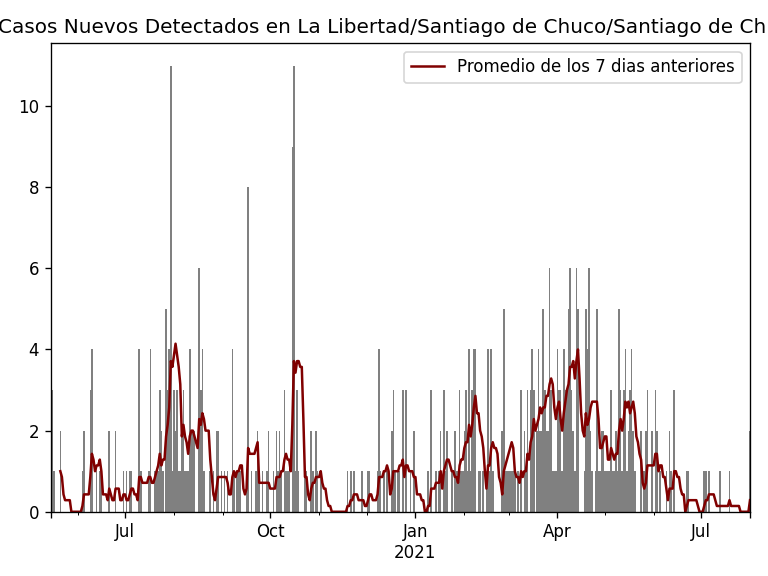 Casos Nuevos Detectados en La Libertad/Santiago de Chuco/Santiago de Ch
Promedio de los 7 dias anteriores
10
8
6
4
2
0
Jul Oct Jan Apr Jul
2021